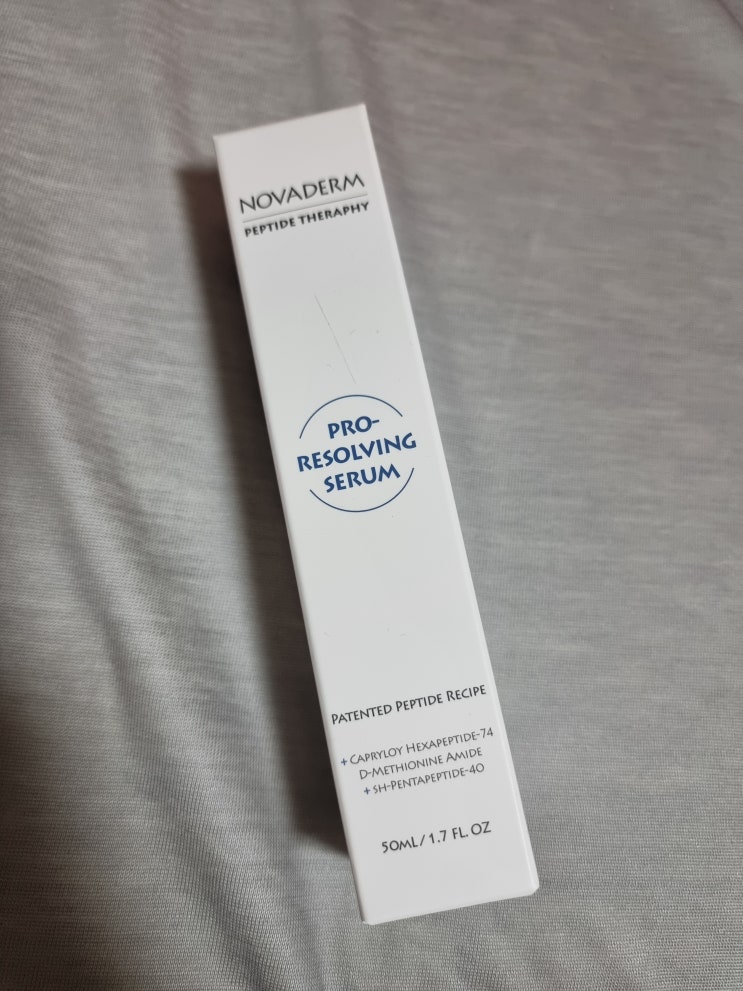 NOVADERM
PEPTIDE THERAPHY
PRO-
RESOLVING
SERUM
PATENTED PEPTIDE RECIPE
+ CAPRYLOY HEXAPEPTIDE-74
D-METHIONINE AMIDE
+ SH-PENTAPEPTIDE-40
50ML/ 1.7 FL. OZ